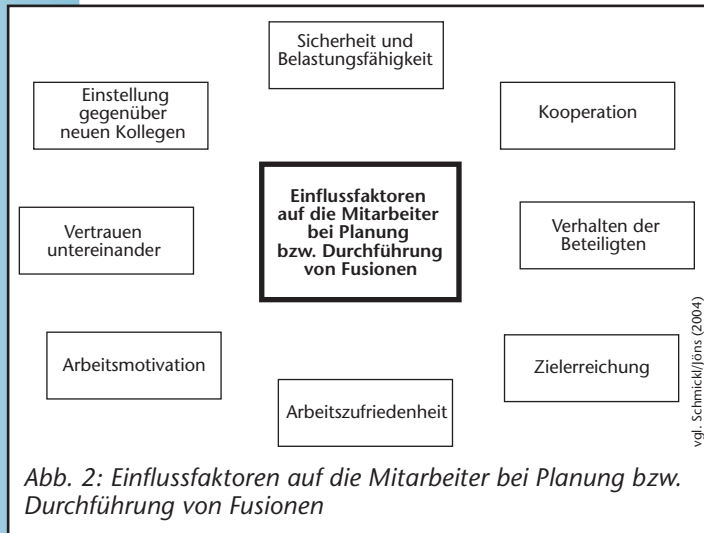 Sicherheit und
Belastungsfähigkeit
Einstellung
gegenüber
neuen Kollegen
Kooperation
Einflussfaktoren
auf die Mitarbeiter
bei Planung
bzw. Durchführung
von Fusionen
Vertrauen
untereinander
Verhalten der
Beteiligten
Arbeitsmotivation
Zielerreichung
Arbeitszufriedenheit
vgl. Schmickl/Jöns (2004)
Abb. 2: Einflussfaktoren auf die Mitarbeiter bei Planung bzw.
Durchführung von Fusionen